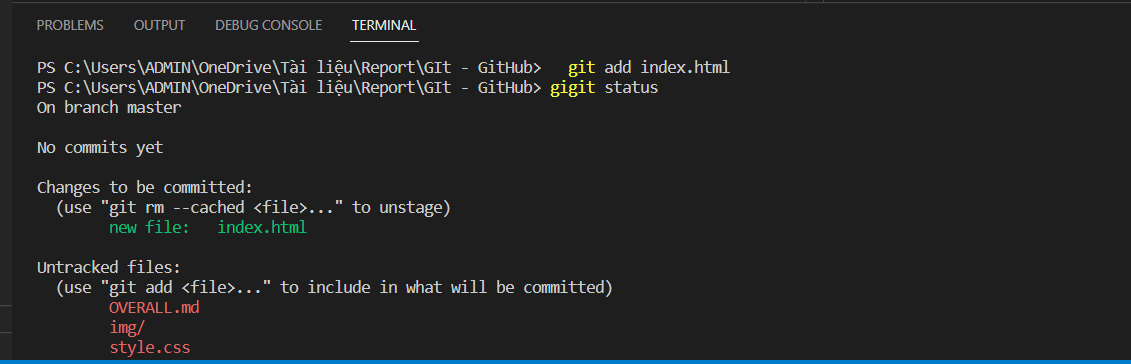 PROBLEMS OUTPUT DEBUG CONSOLE TERMINAL
PS C:\Users\ADMIN\OneDrive\Tài liệu\Report\GIt - GitHub>   git add index.html
PS C:\Users\ADMIN\OneDrive\Tài liệu\Report\GIt - GitHub> gigit status
On branch master
No commits yet
Changes to be committed:
  (use "git rm --cached <file>..." to unstage)
        new file:   index.html
Untracked files:
  (use "git add <file>..." to include in what will be committed)
        OVERALL.md
        img/
        style.css